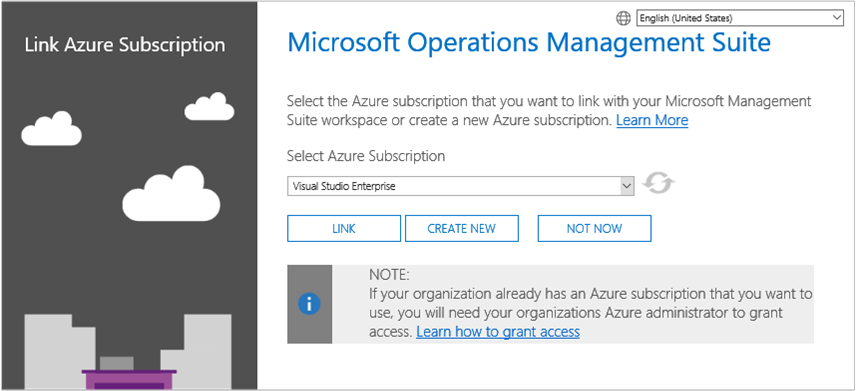 Link Azure Subscription
English (United States)
Microsoft Operations Management Suite
Select the Azure subscription that you want to link with your Microsoft Management
Suite workspace or create a new Azure subscription. Learn More
Select Azure Subscription
Visual Studio Enterprise
LINK
CREATE NEW
NOT NOW
NOTE:
If your organization already has an Azure subscription that you want to
use, you will need your organizations Azure administrator to grant
access. Learn how to grant access